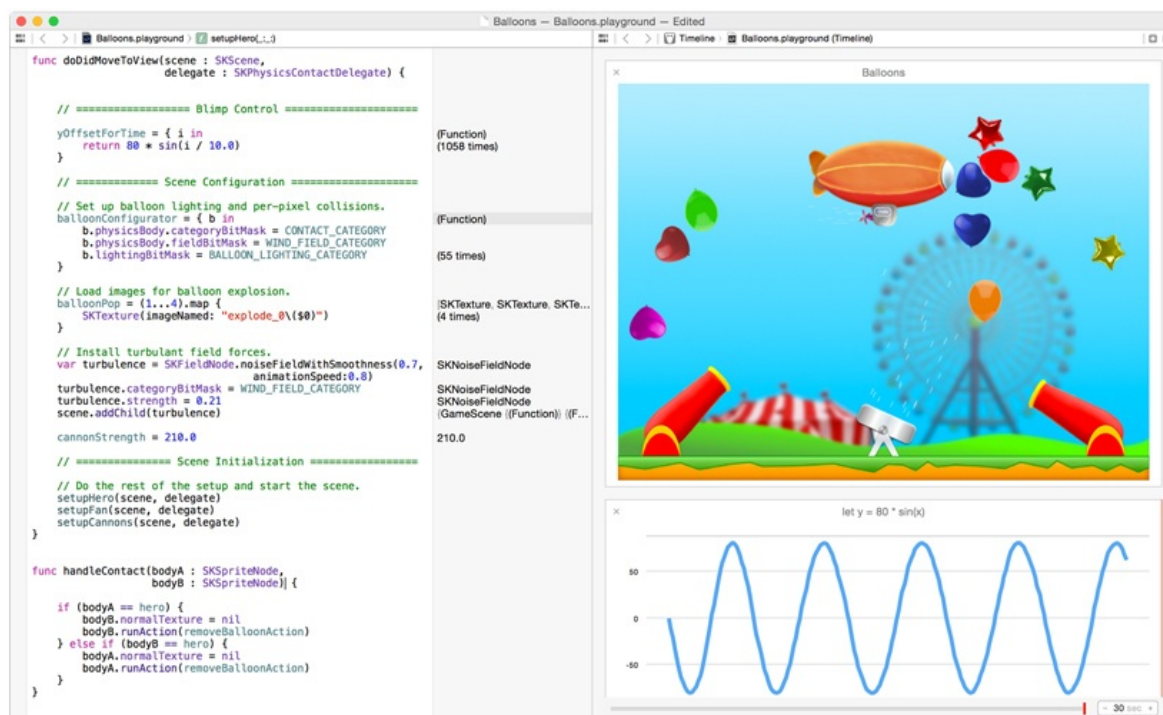 Balloons — Balloons.playground — Edited
Balloons.playground setupHero(_:_:)
Timeline Balloons.playground (Timeline)
func doDidMoveToView(scene : SKScene,
delegate : SKPhysicsContactDelegate) {
// ================== Blimp Control =====================
yOffsetForTime = { i in
return 80 * sin(i / 10.0)
}
(Function)
(1058 times)
// ============= Scene Configuration ====================
// Set up balloon lighting and per-pixel collisions.
balloonConfigurator = { b in
b.physicsBody.categoryBitMask = CONTACT_CATEGORY
b.physicsBody.fieldBitMask = WIND_FIELD_CATEGORY
b.lightingBitMask = BALLOON_LIGHTING_CATEGORY
}
(Function)
(55 times)
// Load images for balloon explosion.
balloonPop = (1...4).map {
SKTexture(imageNamed: "explode_0\($0)")
}
[SKTexture, SKTexture, SKTe...
(4 times)
// Install turbulant field forces.
var turbulence = SKFieldNode.noiseFieldWithSmoothness(0.7,
animationSpeed:0.8)
turbulence.categoryBitMask = WIND_FIELD_CATEGORY
turbulence.strength = 0.21
scene.addChild(turbulence)
SKNoiseFieldNode
SKNoiseFieldNode
SKNoiseFieldNode
{GameScene {(Function)} {(F...
cannonStrength = 210.0
210.0
// =============== Scene Initialization =================
// Do the rest of the setup and start the scene.
setupHero(scene, delegate)
setupFan(scene, delegate)
setupCannons(scene, delegate)
}
func handleContact(bodyA : SKSpriteNode,
bodyB : SKSpriteNode) {
if (bodyA == hero) {
bodyB.normalTexture = nil
bodyB.runAction(removeBalloonAction)
} else if (bodyB == hero) {
bodyA.normalTexture = nil
bodyA.runAction(removeBalloonAction)
}
}
Balloons
let y = 80 * sin(x)
50
0
-50
- 30 sec +